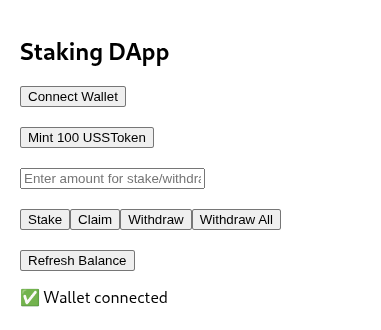 Staking DApp
Connect Wallet
Mint 100 USSToken
Enter amount for stake/withdra
Stake Claim Withdraw Withdraw All
Refresh Balance
✅ Wallet connected